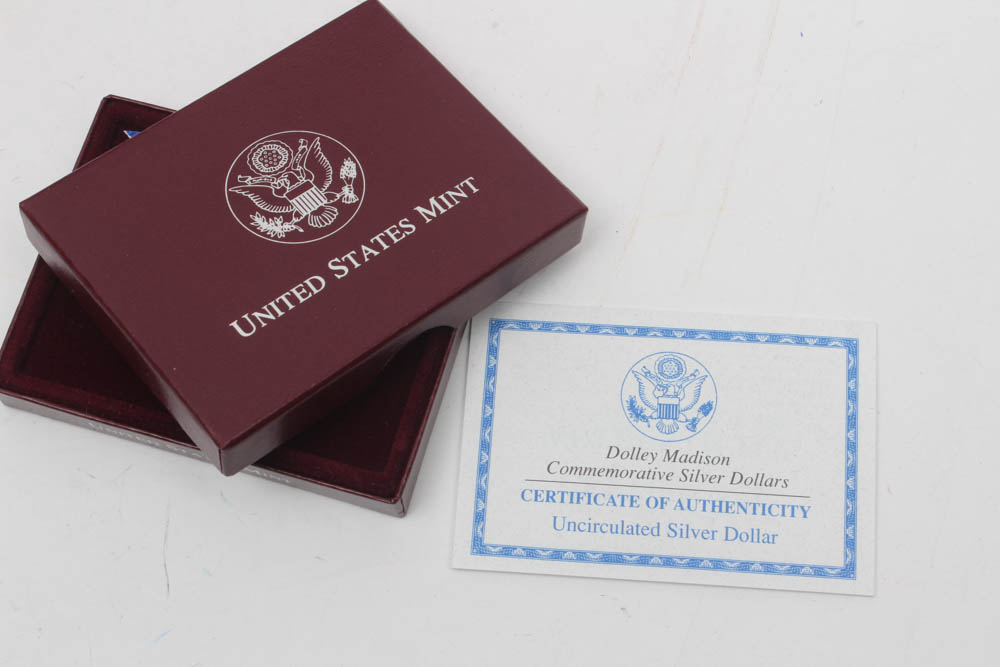 UNITED STATES MINT
Dolley Madison
Commemorative Silver Dollars
CERTIFICATE OF AUTHENTICITY
Uncirculated Silver Dollar